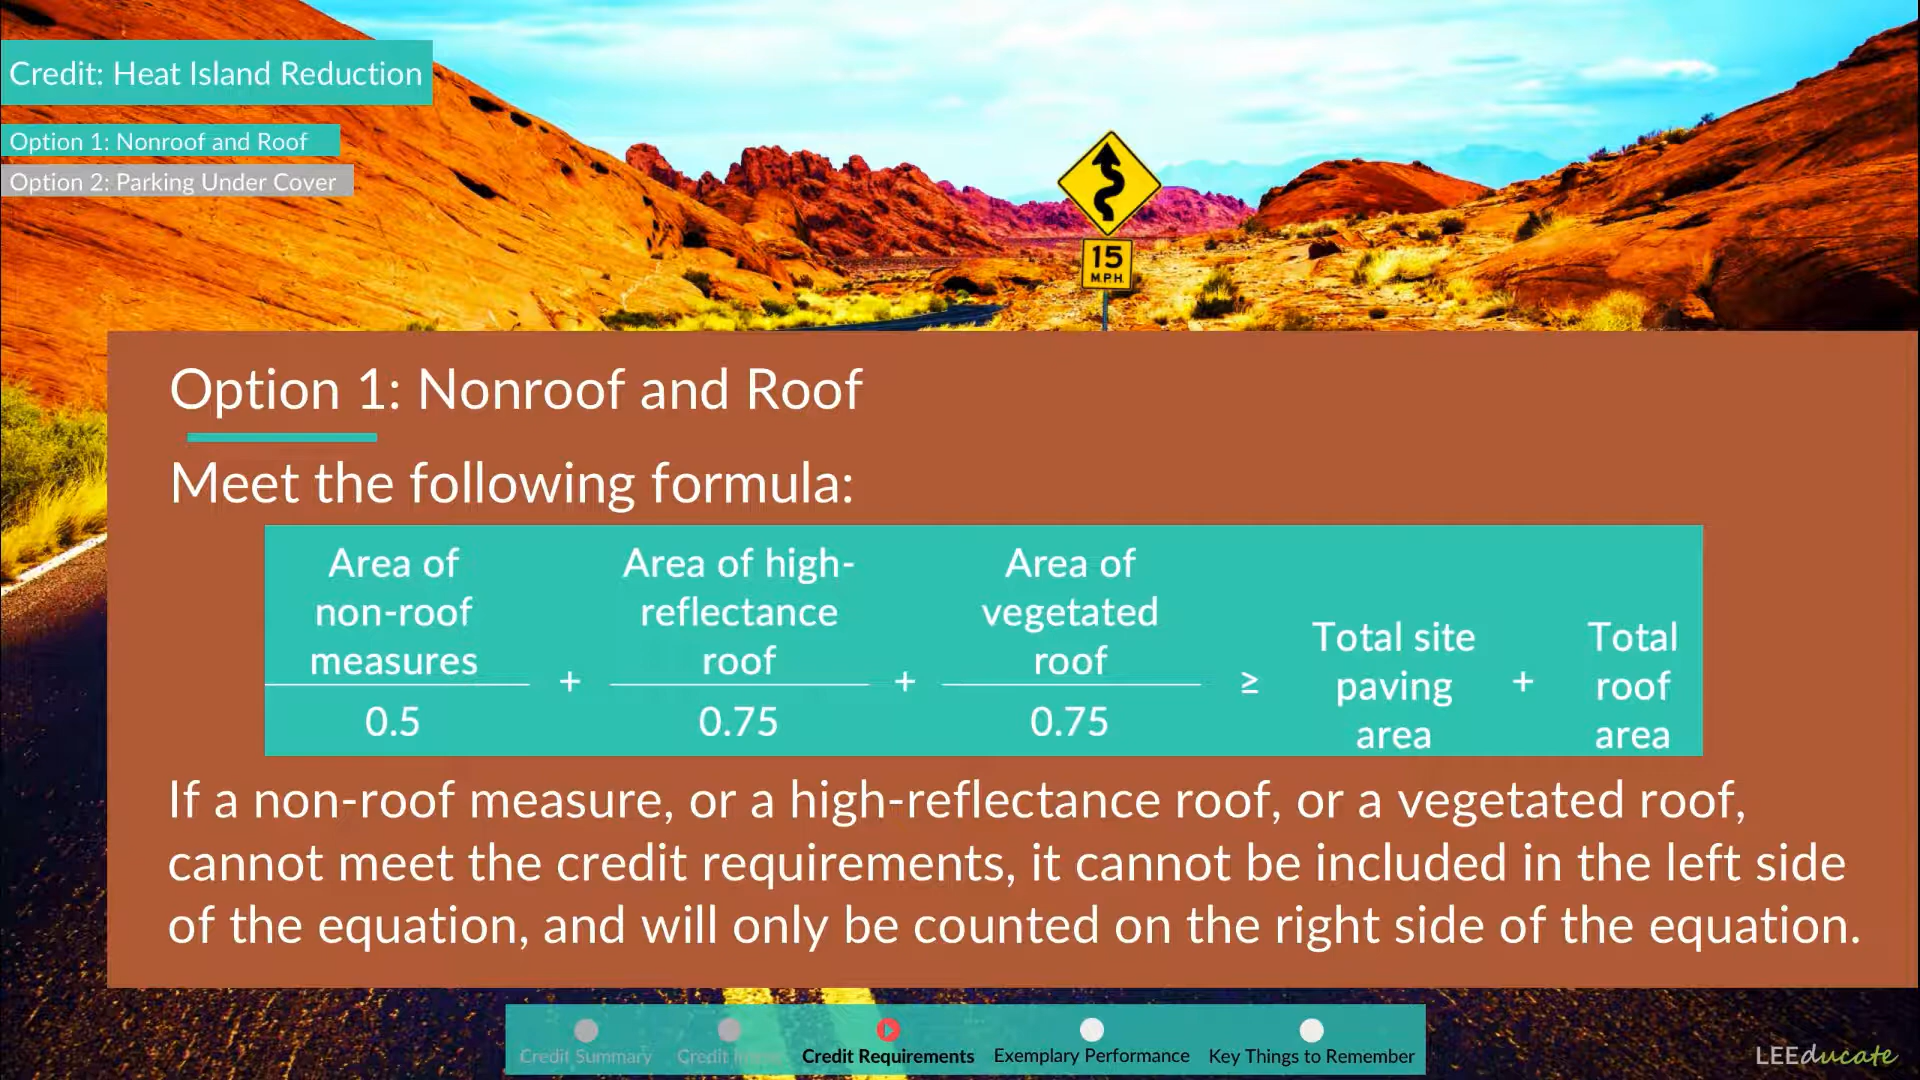 Credit: Heat Island Reduction
Option 1: Nonroof and Roof
Option 2: Parking Under Cover
15
M.P.H.
Option 1: Nonroof and Roof
Meet the following formula:
Area of non-roof measures
0.5
+
Area of high-reflectance roof
0.75
+
Area of vegetated roof
0.75
≥
Total site paving area
+
Total roof area
If a non-roof measure, or a high-reflectance roof, or a vegetated roof,
cannot meet the credit requirements, it cannot be included in the left side
of the equation, and will only be counted on the right side of the equation.
Credit Summary
Credit
Credit Requirements
Exemplary Performance
Key Things to Remember
LEEducate